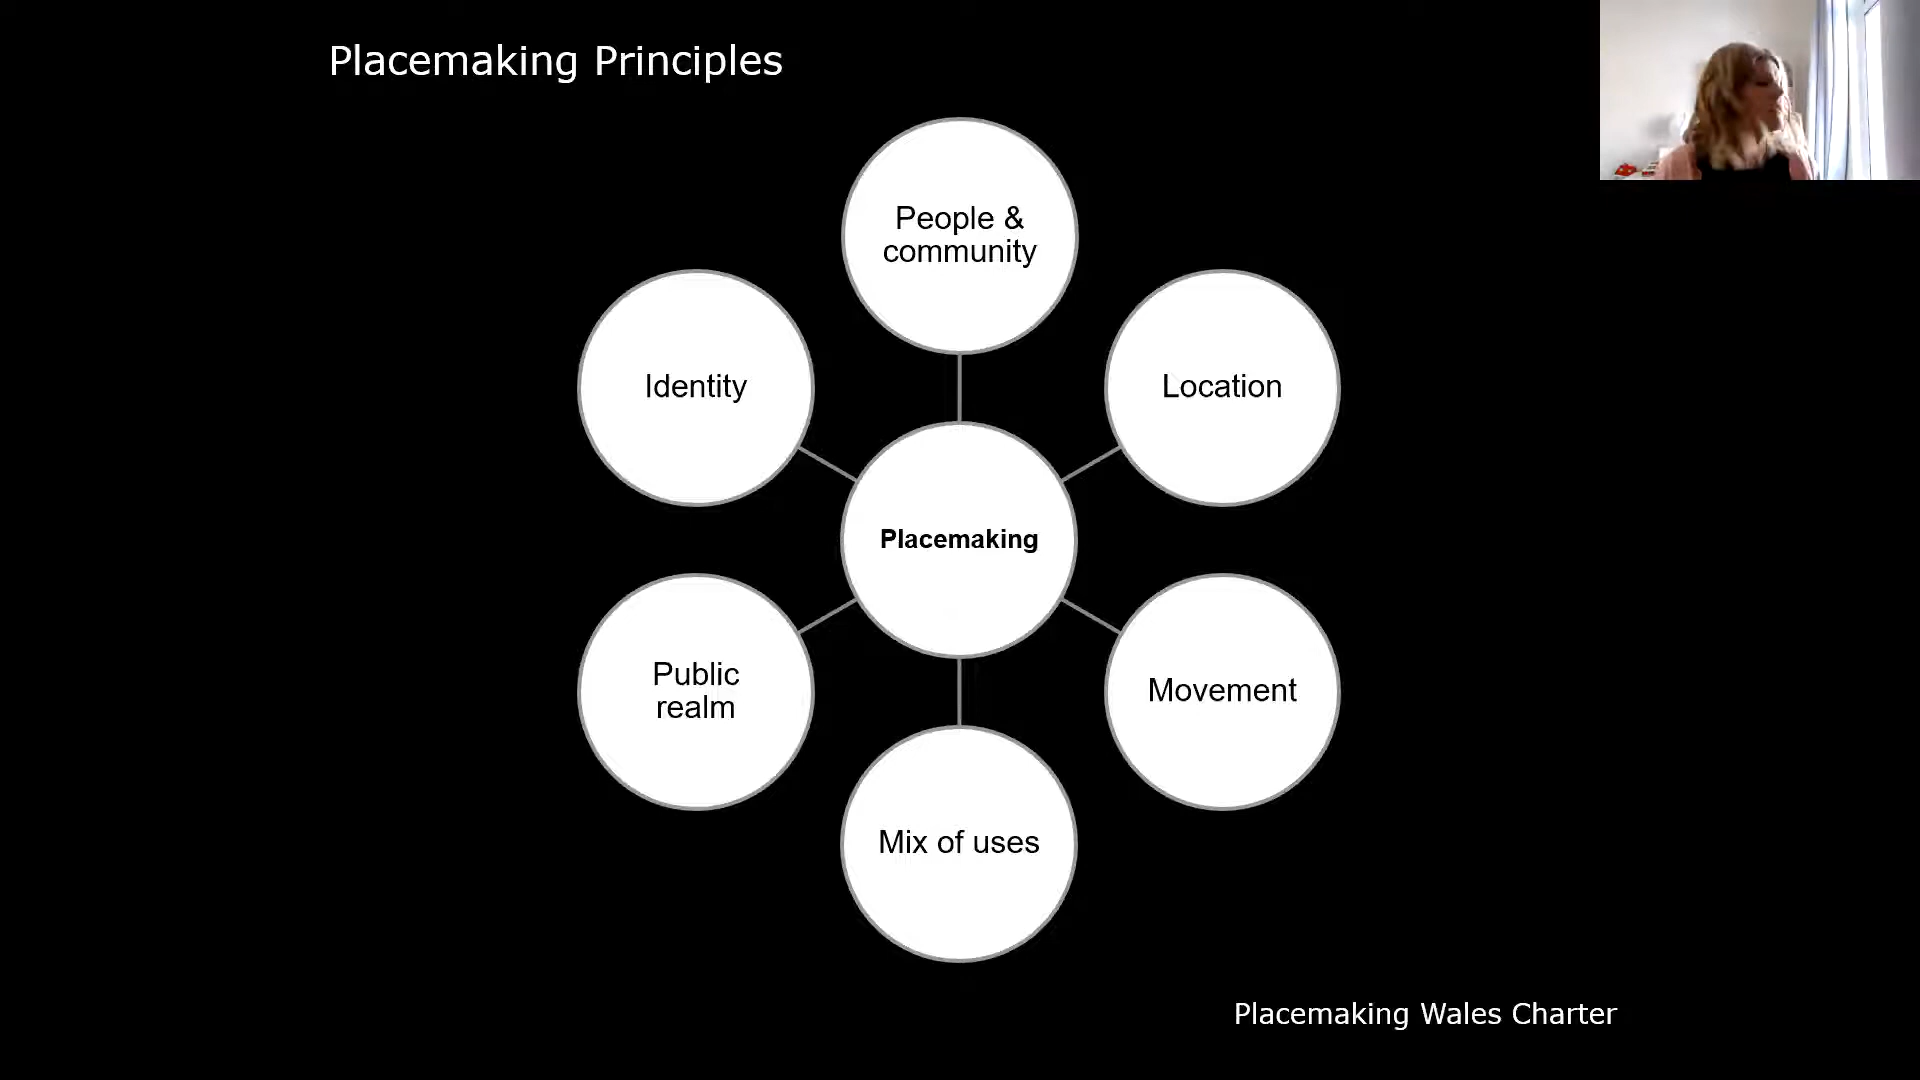 Placemaking Principles
People &
community
Location
Movement
Mix of uses
Public
realm
Identity
Placemaking
Placemaking Wales Charter